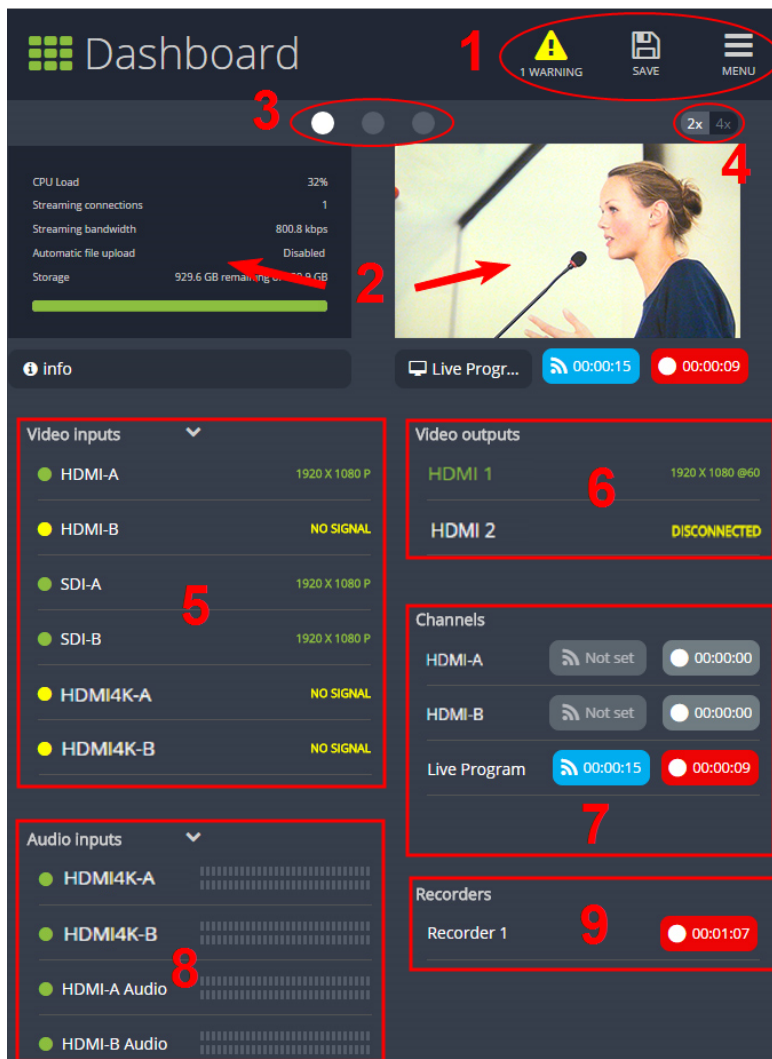 Dashboard
1
1 WARNING
SAVE
MENU
3
2x 4x
4
CPU Load 32%
Streaming connections 1
Streaming bandwidth 800.8 kbps
Automatic file upload Disabled
Storage 929.6 GB remaining GB
2
info
Live Progr...
00:00:15
00:00:09
Video inputs
HDMI-A 1920 X 1080 P
HDMI-B NO SIGNAL
SDI-A 1920 X 1080 P
5
SDI-B 1920 X 1080 P
HDMI4K-A NO SIGNAL
HDMI4K-B NO SIGNAL
Video outputs
HDMI 1 1920 X 1080 @60
6
HDMI 2 DISCONNECTED
Channels
HDMI-A Not set 00:00:00
HDMI-B Not set 00:00:00
Live Program 00:00:15 00:00:09
7
Audio inputs
HDMI4K-A
HDMI4K-B
8
HDMI-A Audio
HDMI-B Audio
Recorders
Recorder 1 00:01:07
9